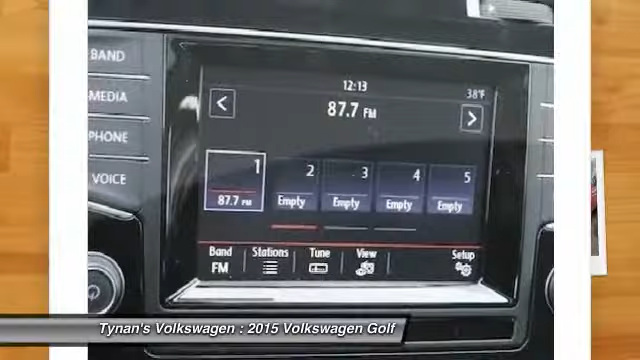 BAND
MEDIA
PHONE
VOICE
12:13
38°F
87.7 FM
1 2 3 4 5
87.7 FM Empty Empty Empty Empty
Band Stations Tune View Setup
FM
Tynan's Volkswagen : 2015 Volkswagen Golf